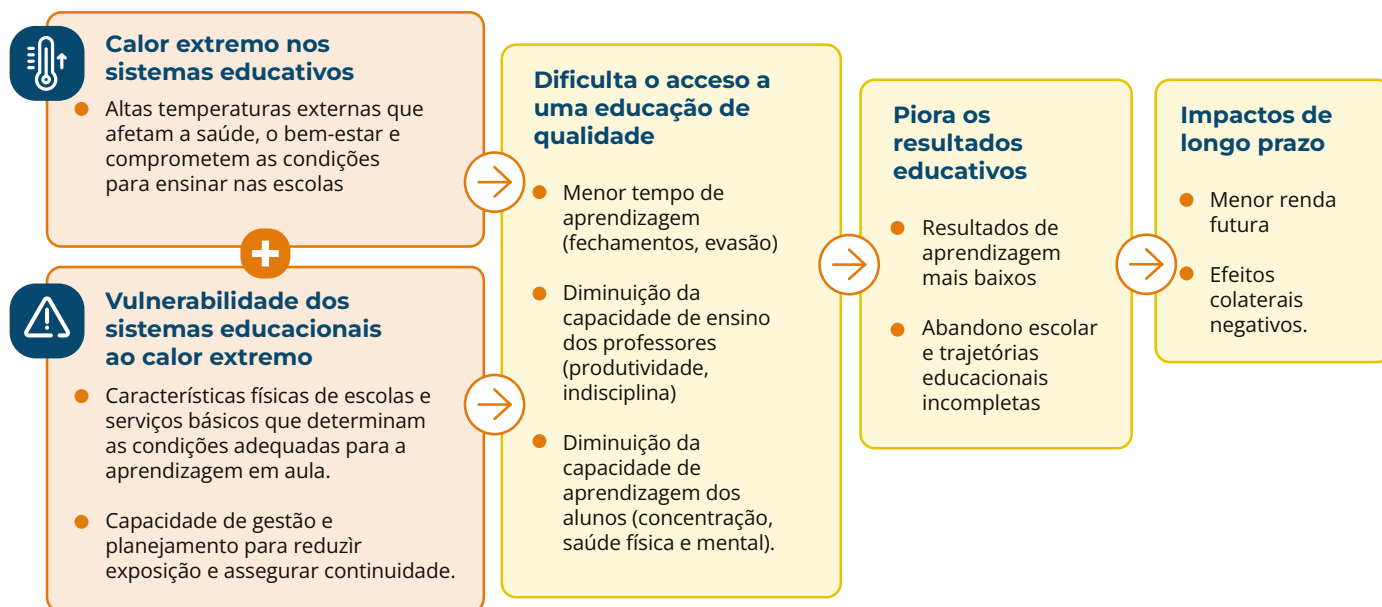 Calor extremo nos
sistemas educativos
Altas temperaturas externas que
afetam a saúde, o bem-estar e
comprometem as condições
para ensinar nas escolas
Vulnerabilidade dos
sistemas educacionais
ao calor extremo
Características físicas de escolas e
serviços básicos que determinam
as condições adequadas para a
aprendizagem em aula.
Capacidade de gestão e
planejamento para reduzìr
exposição e assegurar continuidade.
Dificulta o acceso a
uma educação de
qualidade
Menor tempo de
aprendizagem
(fechamentos, evasão)
Diminuição da
capacidade de ensino
dos professores
(produtividade,
indisciplina)
Diminuição da
capacidade de
aprendizagem dos
alunos (concentração,
saúde física e mental).
Piora os
resultados
educativos
Resultados de
aprendizagem
mais baixos
Abandono escolar
e trajetórias
educacionais
incompletas
Impactos de
longo prazo
Menor renda
futura
Efeitos
colaterais
negativos.